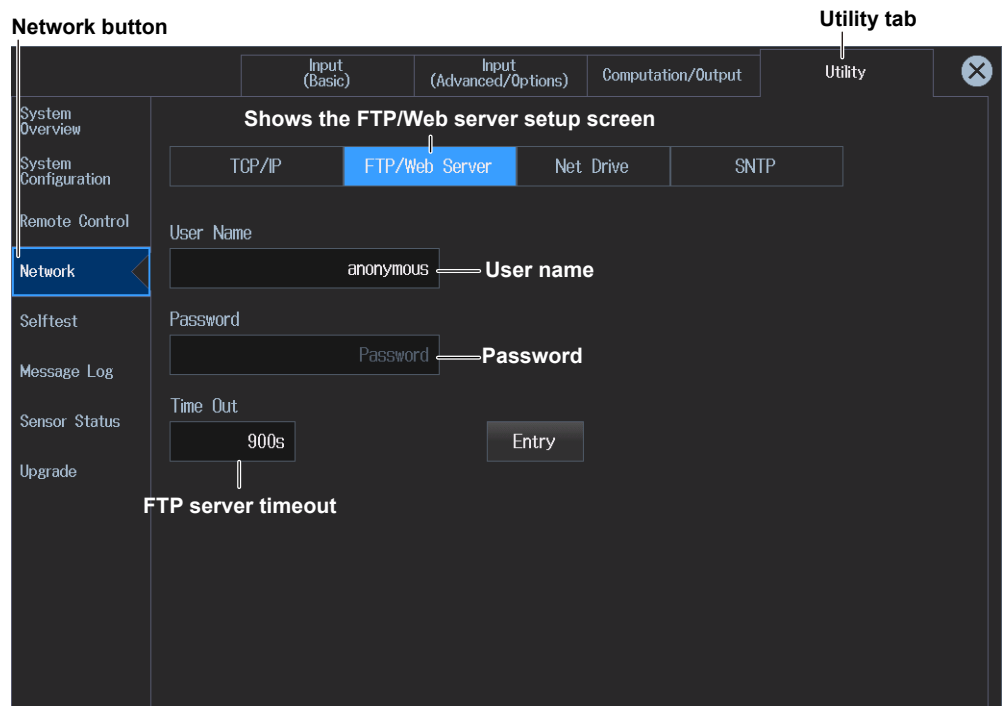 Network button
Utility tab
Input
(Basic)
Input
(Advanced/Options)
Computation/Output
Utility
System
Overview
Shows the FTP/Web server setup screen
System
Configuration
TCP/IP
FTP/Web Server
Net Drive
SNTP
Remote Control
User Name
Network
anonymous
User name
Selftest
Password
Password
Password
Message Log
Time Out
Sensor Status
900s
Entry
Upgrade
FTP server timeout